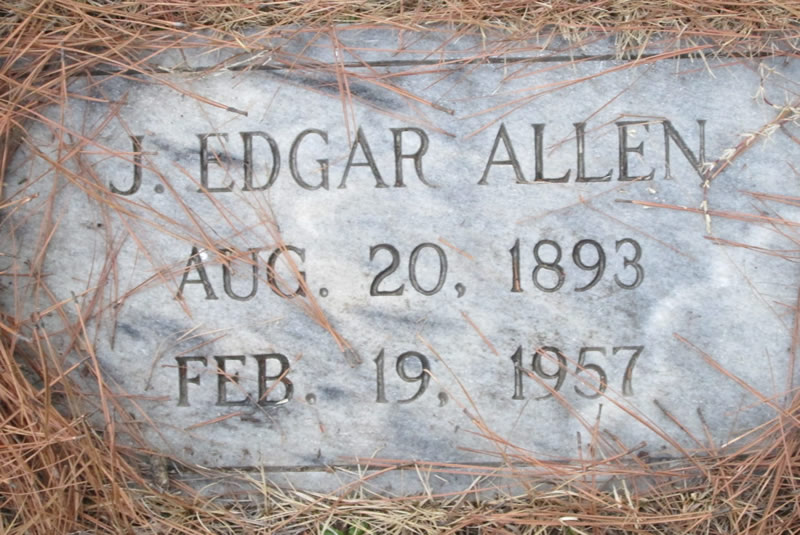 J. EDGAR ALLEN
AUG. 20, 1893
FEB. 19, 1957